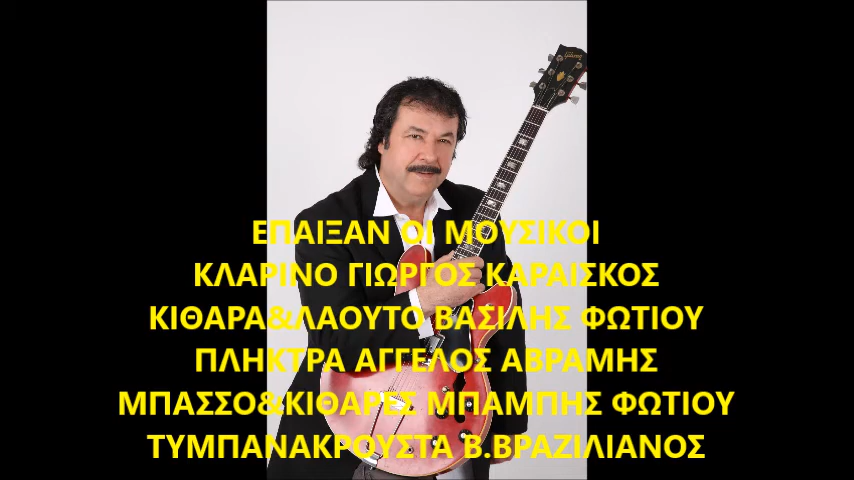 Gibson
ΕΠΑΙΞΑΝ ΟΙ ΜΟΥΣΙΚΟΙ
ΚΛΑΡΙΝΟ ΓΙΩΡΓΟΣ ΚΑΡΑΙΣΚΟΣ
ΚΙΘΑΡΑ&ΛΑΟΥΤΟ ΒΑΣΙΛΗΣ ΦΩΤΙΟΥ
ΠΛΗΚΤΡΑ ΑΓΓΕΛΟΣ ΑΒΡΑΜΗΣ
ΜΠΑΣΣΟ&ΚΙΘΑΡΕΣ ΜΠΑΜΠΗΣ ΦΩΤΙΟΥ
ΤΥΜΠΑΝΑΚΡΟΥΣΤΑ Β.ΒΡΑΖΙΛΙΑΝΟΣ